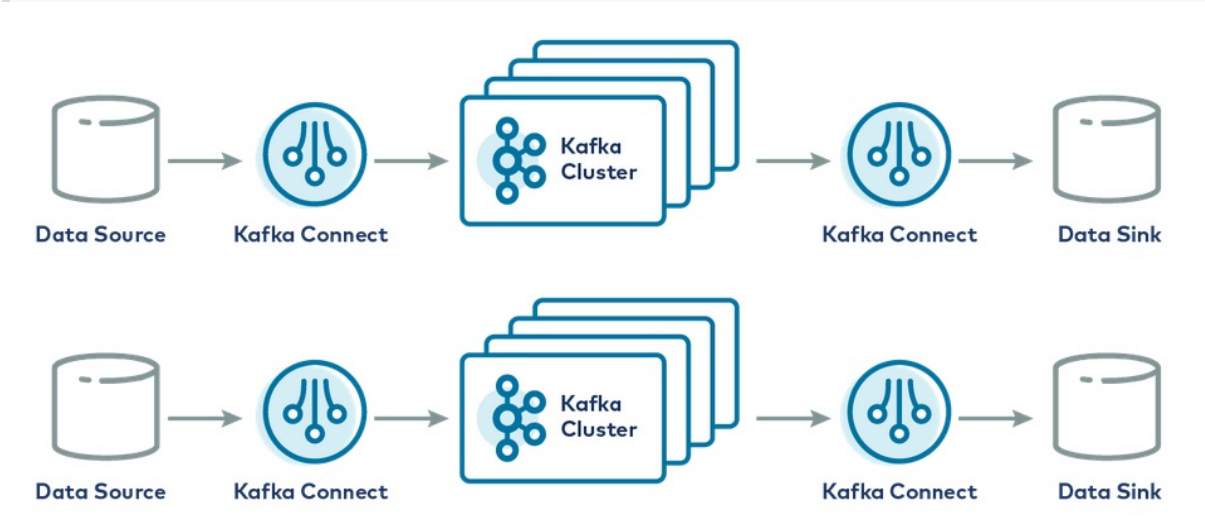 Kafka
Cluster
Data Source
Kafka Connect
Kafka Connect
Data Sink
Kafka
Cluster
Data Source
Kafka Connect
Kafka Connect
Data Sink